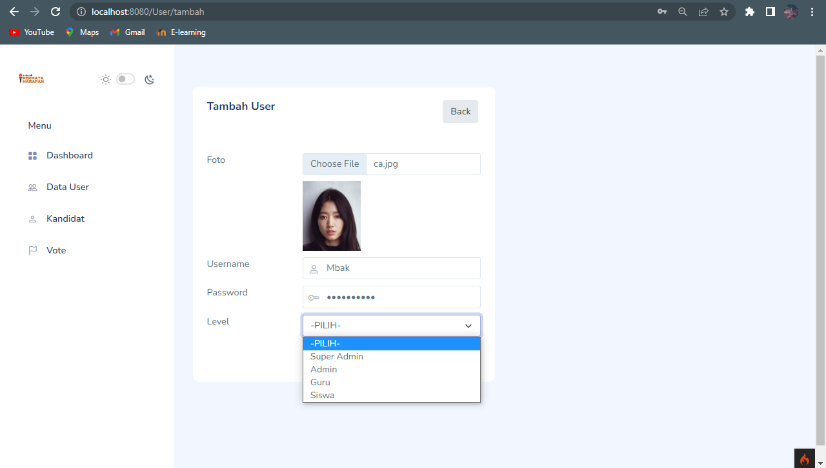 localhost:8080/User/tambah
YouTube
Maps
Gmail
E-learning
Tambah User
Back
Menu
Dashboard
Data User
Kandidat
Vote
Foto
Choose File
ca.jpg
Username
Mbak
Password
••••••••••
Level
-PILIH-
-PILIH-
Super Admin
Admin
Guru
Siswa